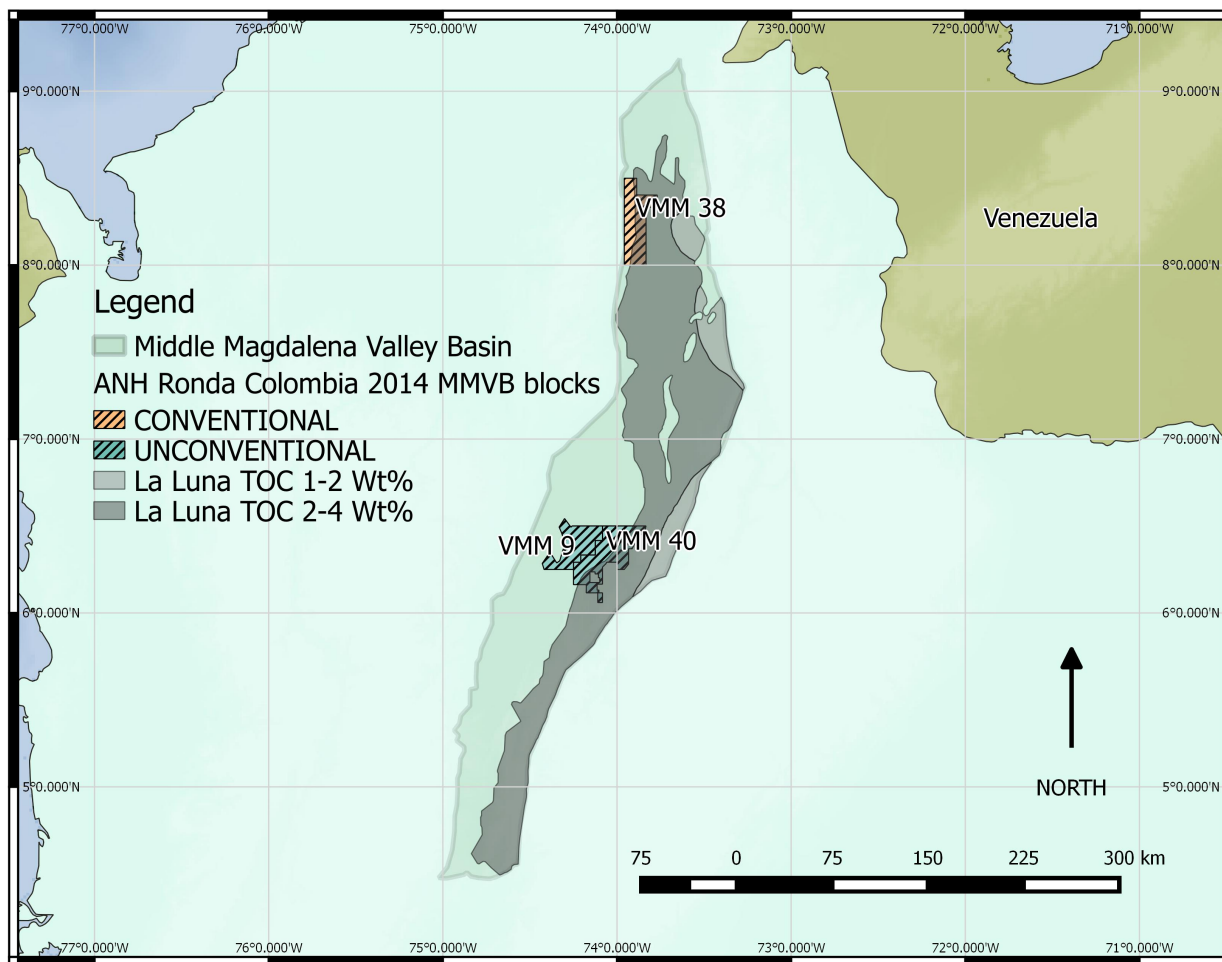 77°0.000'W 76°0.000'W 75°0.000'W 74°0.000'W 73°0.000'W 72°0.000'W 71°0.000'W
9°0.000'N 9°0.000'N
VMM 38
Venezuela
8°0.000'N 8°0.000'N
Legend
Middle Magdalena Valley Basin
ANH Ronda Colombia 2014 MMVB blocks
CONVENTIONAL
7°0.000'N 7°0.000'N
UNCONVENTIONAL
La Luna TOC 1-2 Wt%
La Luna TOC 2-4 Wt%
VMM 9 VMM 40
6°0.000'N 6°0.000'N
5°0.000'N 5°0.000'N
NORTH
75 0 75 150 225 300 km
77°0.000'W 76°0.000'W 75°0.000'W 74°0.000'W 73°0.000'W 72°0.000'W 71°0.000'W